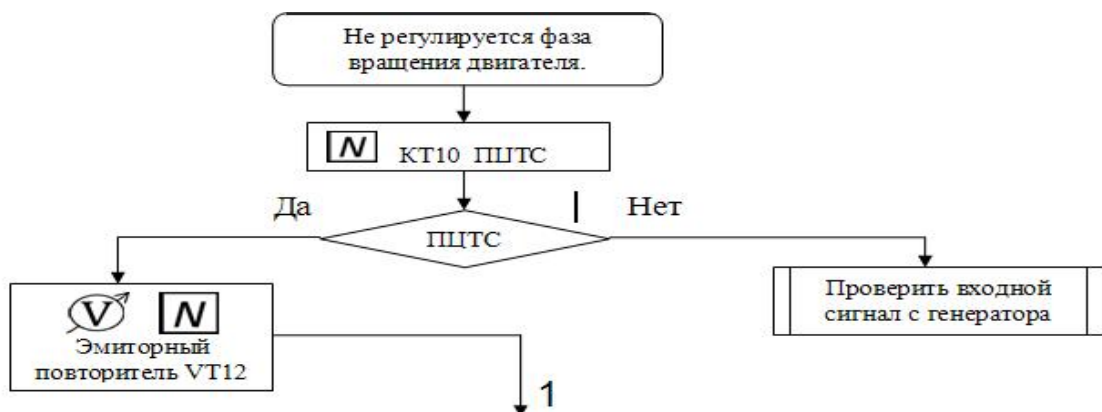 Не регулируется фаза
вращения двигателя.
N КТ10 ПЦТС
Да
Нет
ПЦТС
V N
Эмиторный
повторитель VT12
Проверить входной
сигнал с генератора
1